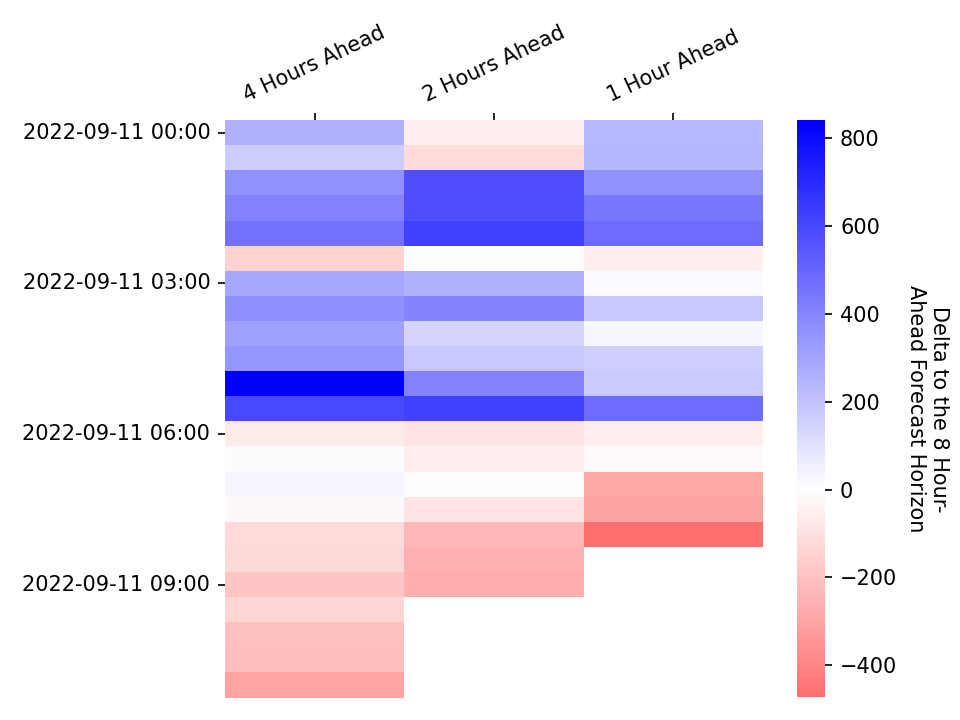 4 Hours Ahead
2 Hours Ahead
1 Hour Ahead
2022-09-11 00:00
2022-09-11 03:00
2022-09-11 06:00
2022-09-11 09:00
800
600
400
200
0
−200
−400
Delta to the 8 Hour-
Ahead Forecast Horizon